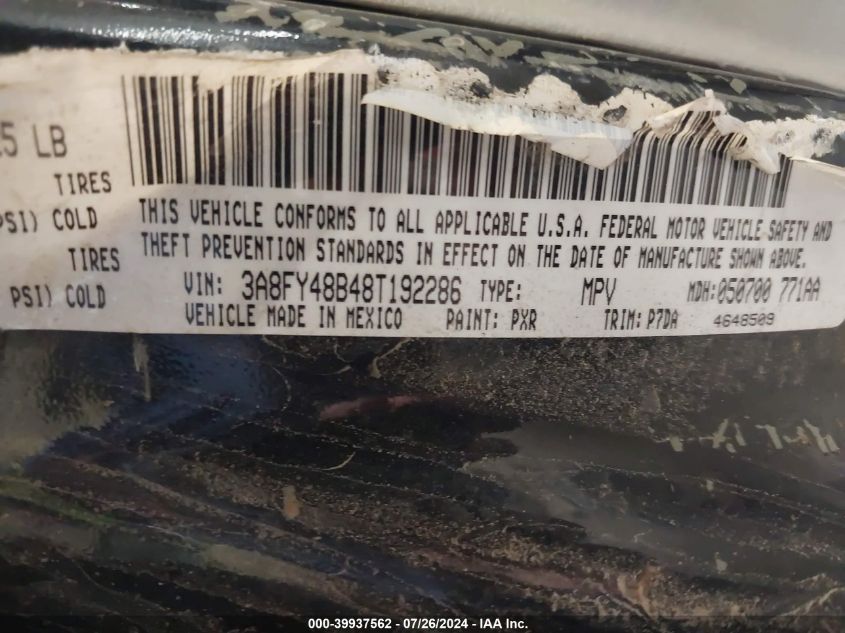 25 LB
TIRES
PSI) COLD
TIRES
PSI) COLD
THIS VEHICLE CONFORMS TO ALL APPLICABLE U.S.A. FEDERAL MOTOR VEHICLE SAFETY AND
THEFT PREVENTION STANDARDS IN EFFECT ON THE DATE OF MANUFACTURE SHOWN ABOVE.
VIN: 3A8FY48B48T192286 TYPE: MPV MDH:050700 771AA
VEHICLE MADE IN MEXICO PAINT: PXR TRIM: P7DA 4648509
000-39937562 - 07/26/2024 - IAA Inc.